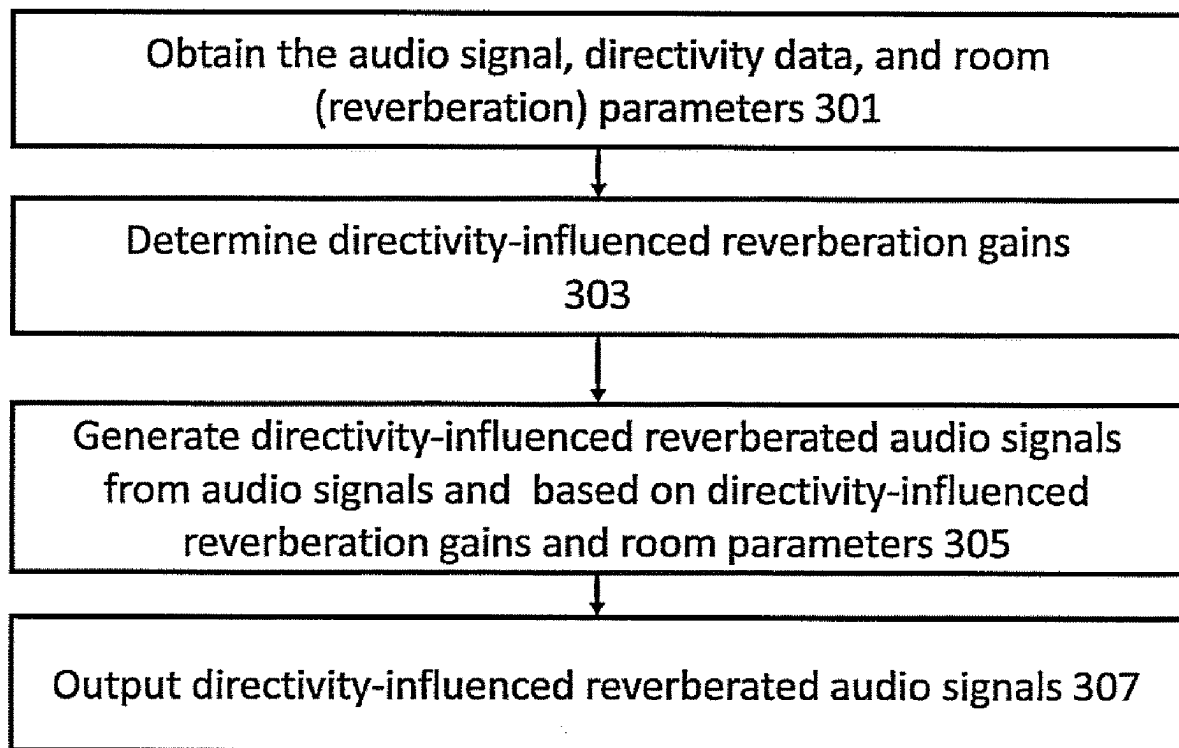 Obtain the audio signal, directivity data, and room
(reverberation) parameters 301
Determine directivity-influenced reverberation gains
303
Generate directivity-influenced reverberated audio signals
from audio signals and based on directivity-influenced
reverberation gains and room parameters 305
Output directivity-influenced reverberated audio signals 307